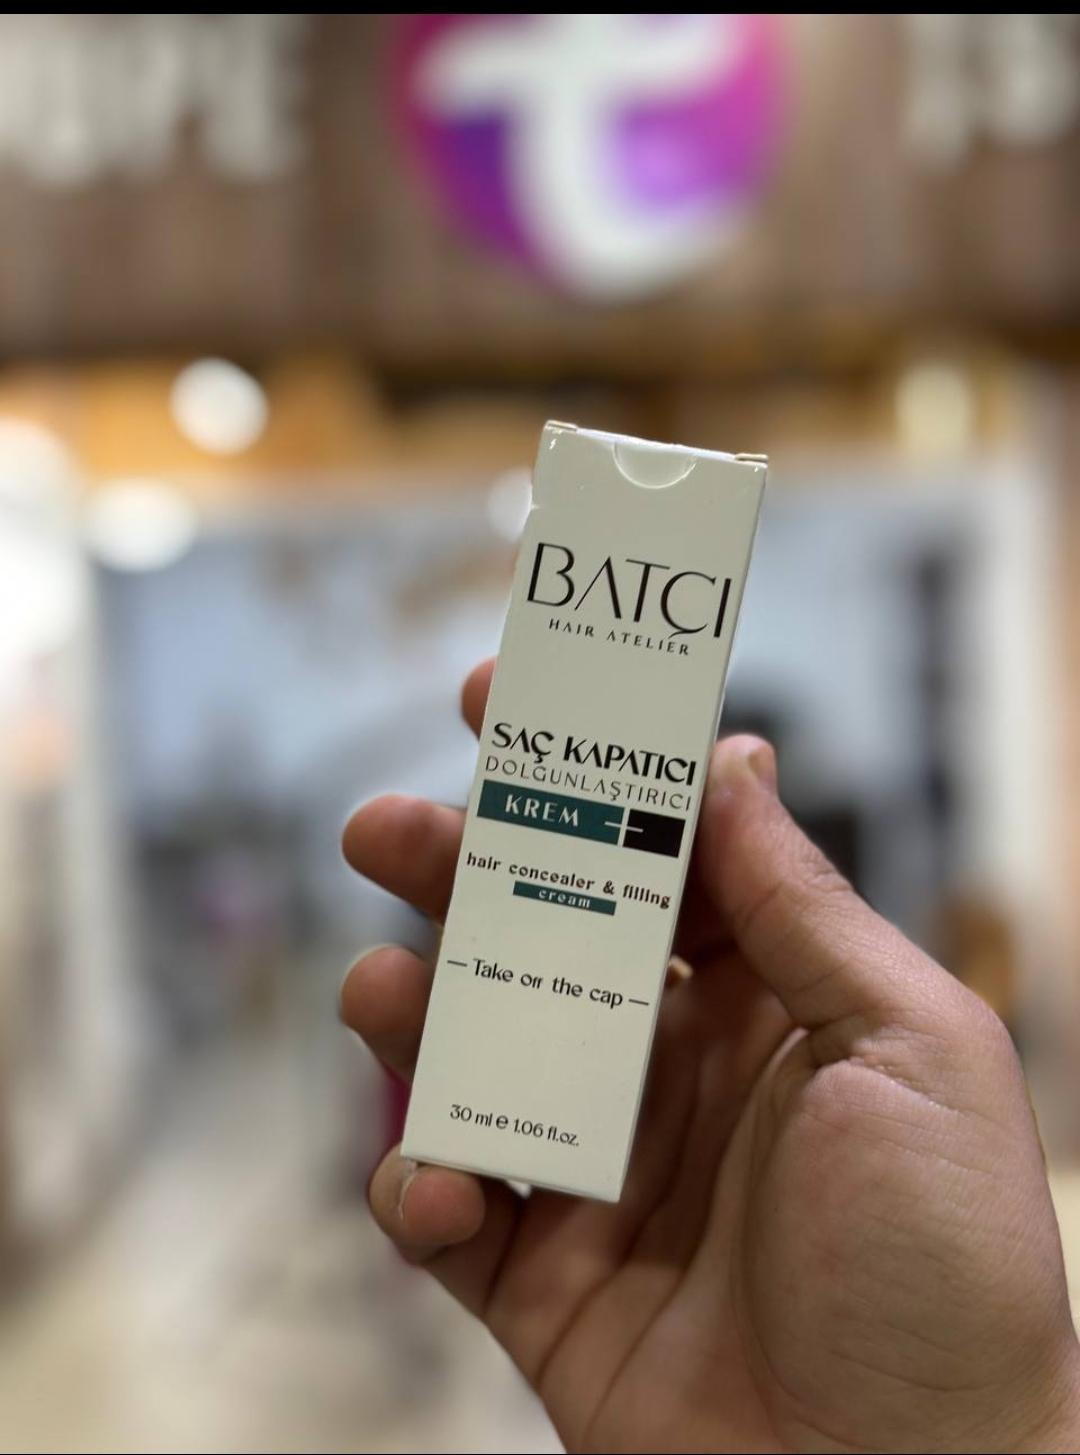 BATÇI
HAIR ATELIER
SAÇ KAPATICI
DOLGUNLAŞTIRICI
KREM
hair concealer & filling
cream
— Take off the cap —
30 ml ℮ 1.06 fl.oz.